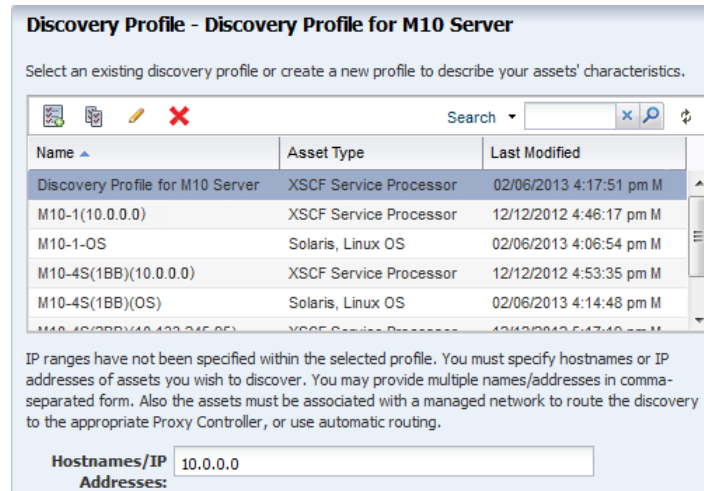 Discovery Profile - Discovery Profile for M10 Server
Select an existing discovery profile or create a new profile to describe your assets' characteristics.
Search
Name Asset Type Last Modified
Discovery Profile for M10 Server XSCF Service Processor 02/06/2013 4:17:51 pm M
M10-1(10.0.0.0) XSCF Service Processor 12/12/2012 4:46:17 pm M
M10-1-OS Solaris, Linux OS 02/06/2013 4:06:54 pm M
M10-4S(1BB)(10.0.0.0) XSCF Service Processor 12/12/2012 4:53:35 pm M
M10-4S(1BB)(OS) Solaris, Linux OS 02/06/2013 4:14:48 pm M
XSCF Service Processor
IP ranges have not been specified within the selected profile. You must specify hostnames or IP
addresses of assets you wish to discover. You may provide multiple names/addresses in comma-
separated form. Also the assets must be associated with a managed network to route the discovery
to the appropriate Proxy Controller, or use automatic routing.
Hostnames/IP 10.0.0.0
Addresses: